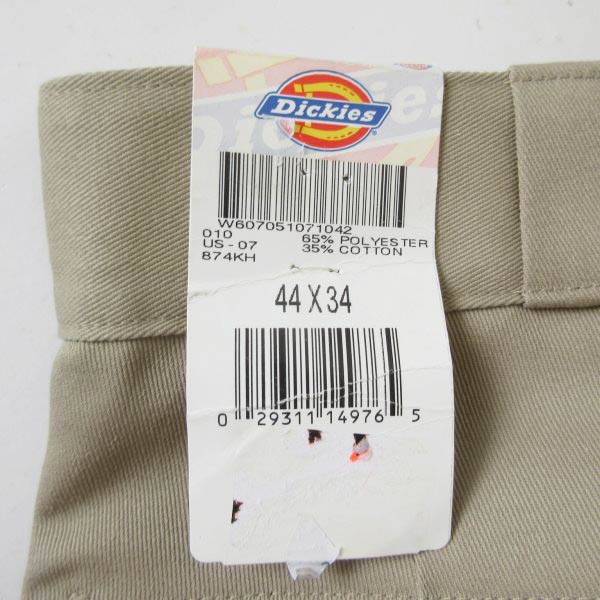 Dickies
W607051071042
010
US-07 65% POLYESTER
874KH 35% COTTON
44 X 34
0 29311 14976 5